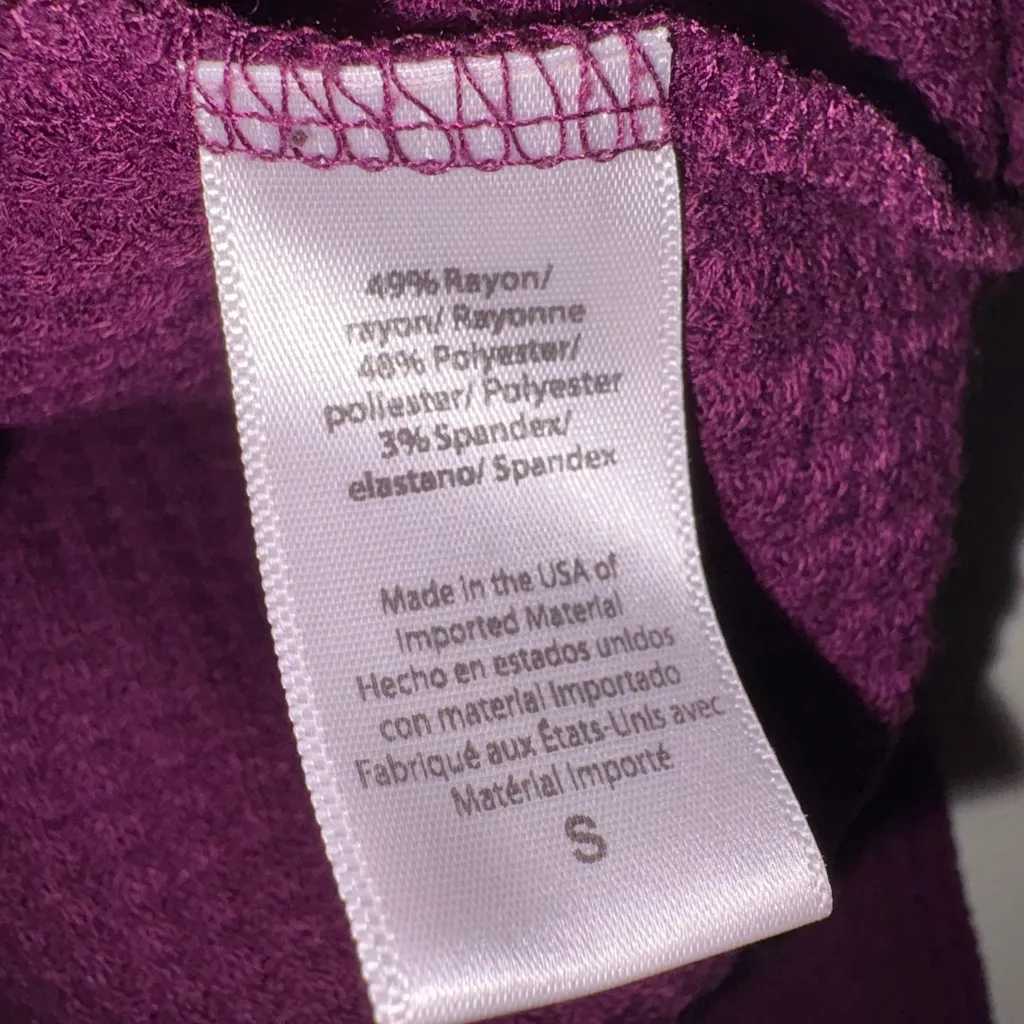 49% Rayon/
rayon/ Rayonne
48% Polyester/
poliester/ Polyester
3% Spandex/
elastano/ Spandex
Made in the USA of
Imported Material
Hecho en estados unidos
con material Importado
Fabriqué aux États-Unis avec
Matérial Importé
S